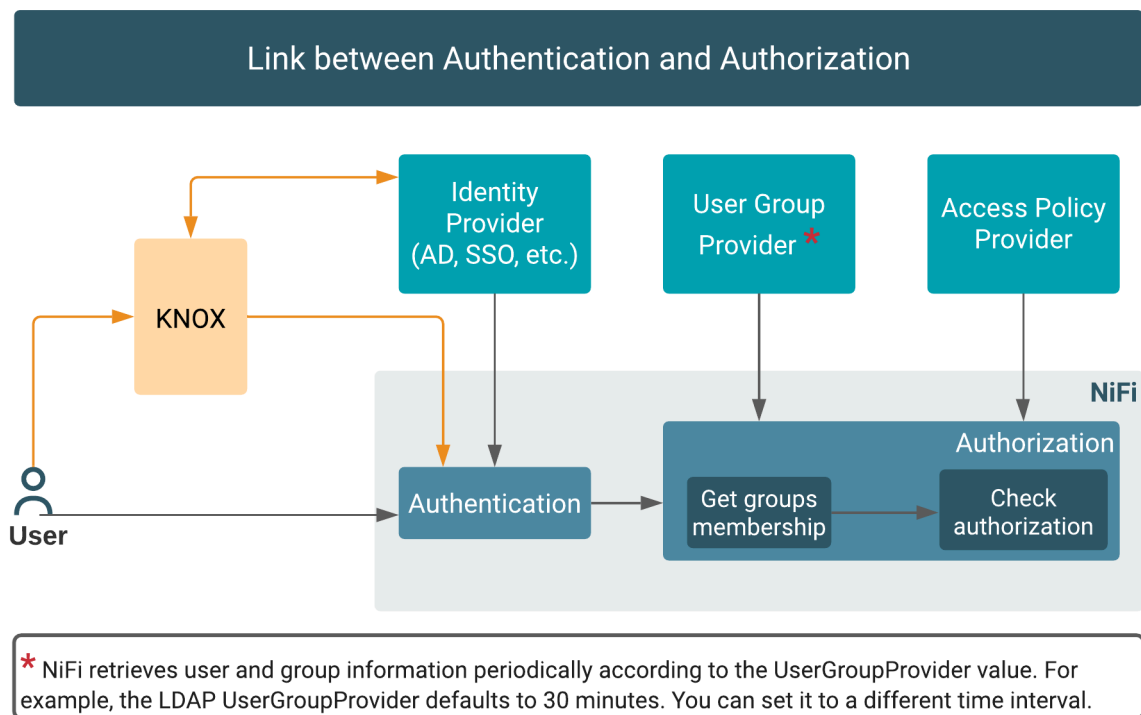 Link between Authentication and Authorization
Identity
Provider
(AD, SSO, etc.)
User Group
Provider *
Access Policy
Provider
KNOX
NiFi
Authorization
Authentication
Get groups
membership
Check
authorization
User
* NiFi retrieves user and group information periodically according to the UserGroupProvider value. For
example, the LDAP UserGroupProvider defaults to 30 minutes. You can set it to a different time interval.